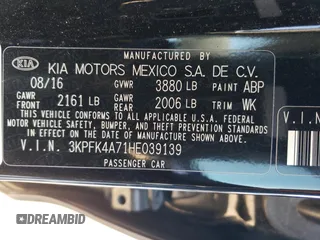 MANUFACTURED BY
KIA KIA MOTORS MEXICO S.A. DE C.V.
08/16 GVWR 3880 LB PAINT ABP
GAWR FRONT 2161 LB GAWR REAR 2006 LB TRIM WK
THIS VEHICLE CONFORMS TO ALL APPLICABLE U.S. FEDERAL
MOTOR VEHICLE SAFETY, BUMPER, AND THEFT PREVENTION
STANDARDS IN EFFECT ON THE DATE OF MANUFACTURE SHOWN ABOVE.
V.I.N. 3KPFK4A71HE039139
PASSENGER CAR
V.I.N
DREAMBID